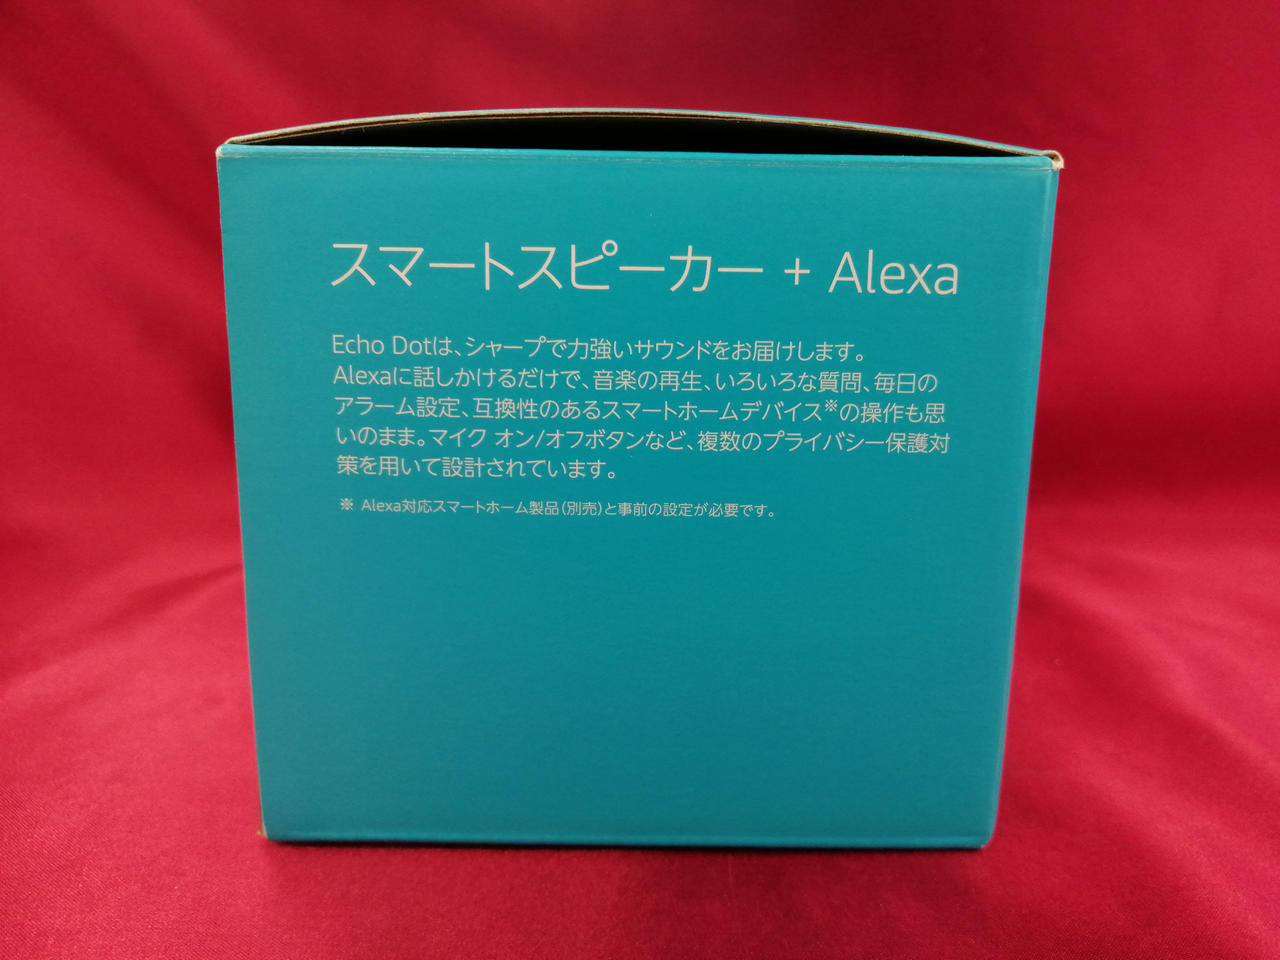 スマートスピーカー + Alexa
Echo Dotは、シャープで力強いサウンドをお届けします。
Alexaに話しかけるだけで、音楽の再生、いろいろな質問、毎日の
アラーム設定、互換性のあるスマートホームデバイス※の操作も思
いのまま。マイク オン/オフボタンなど、複数のプライバシー保護対
策を用いて設計されています。
※ Alexa対応スマートホーム製品（別売）と事前の設定が必要です。